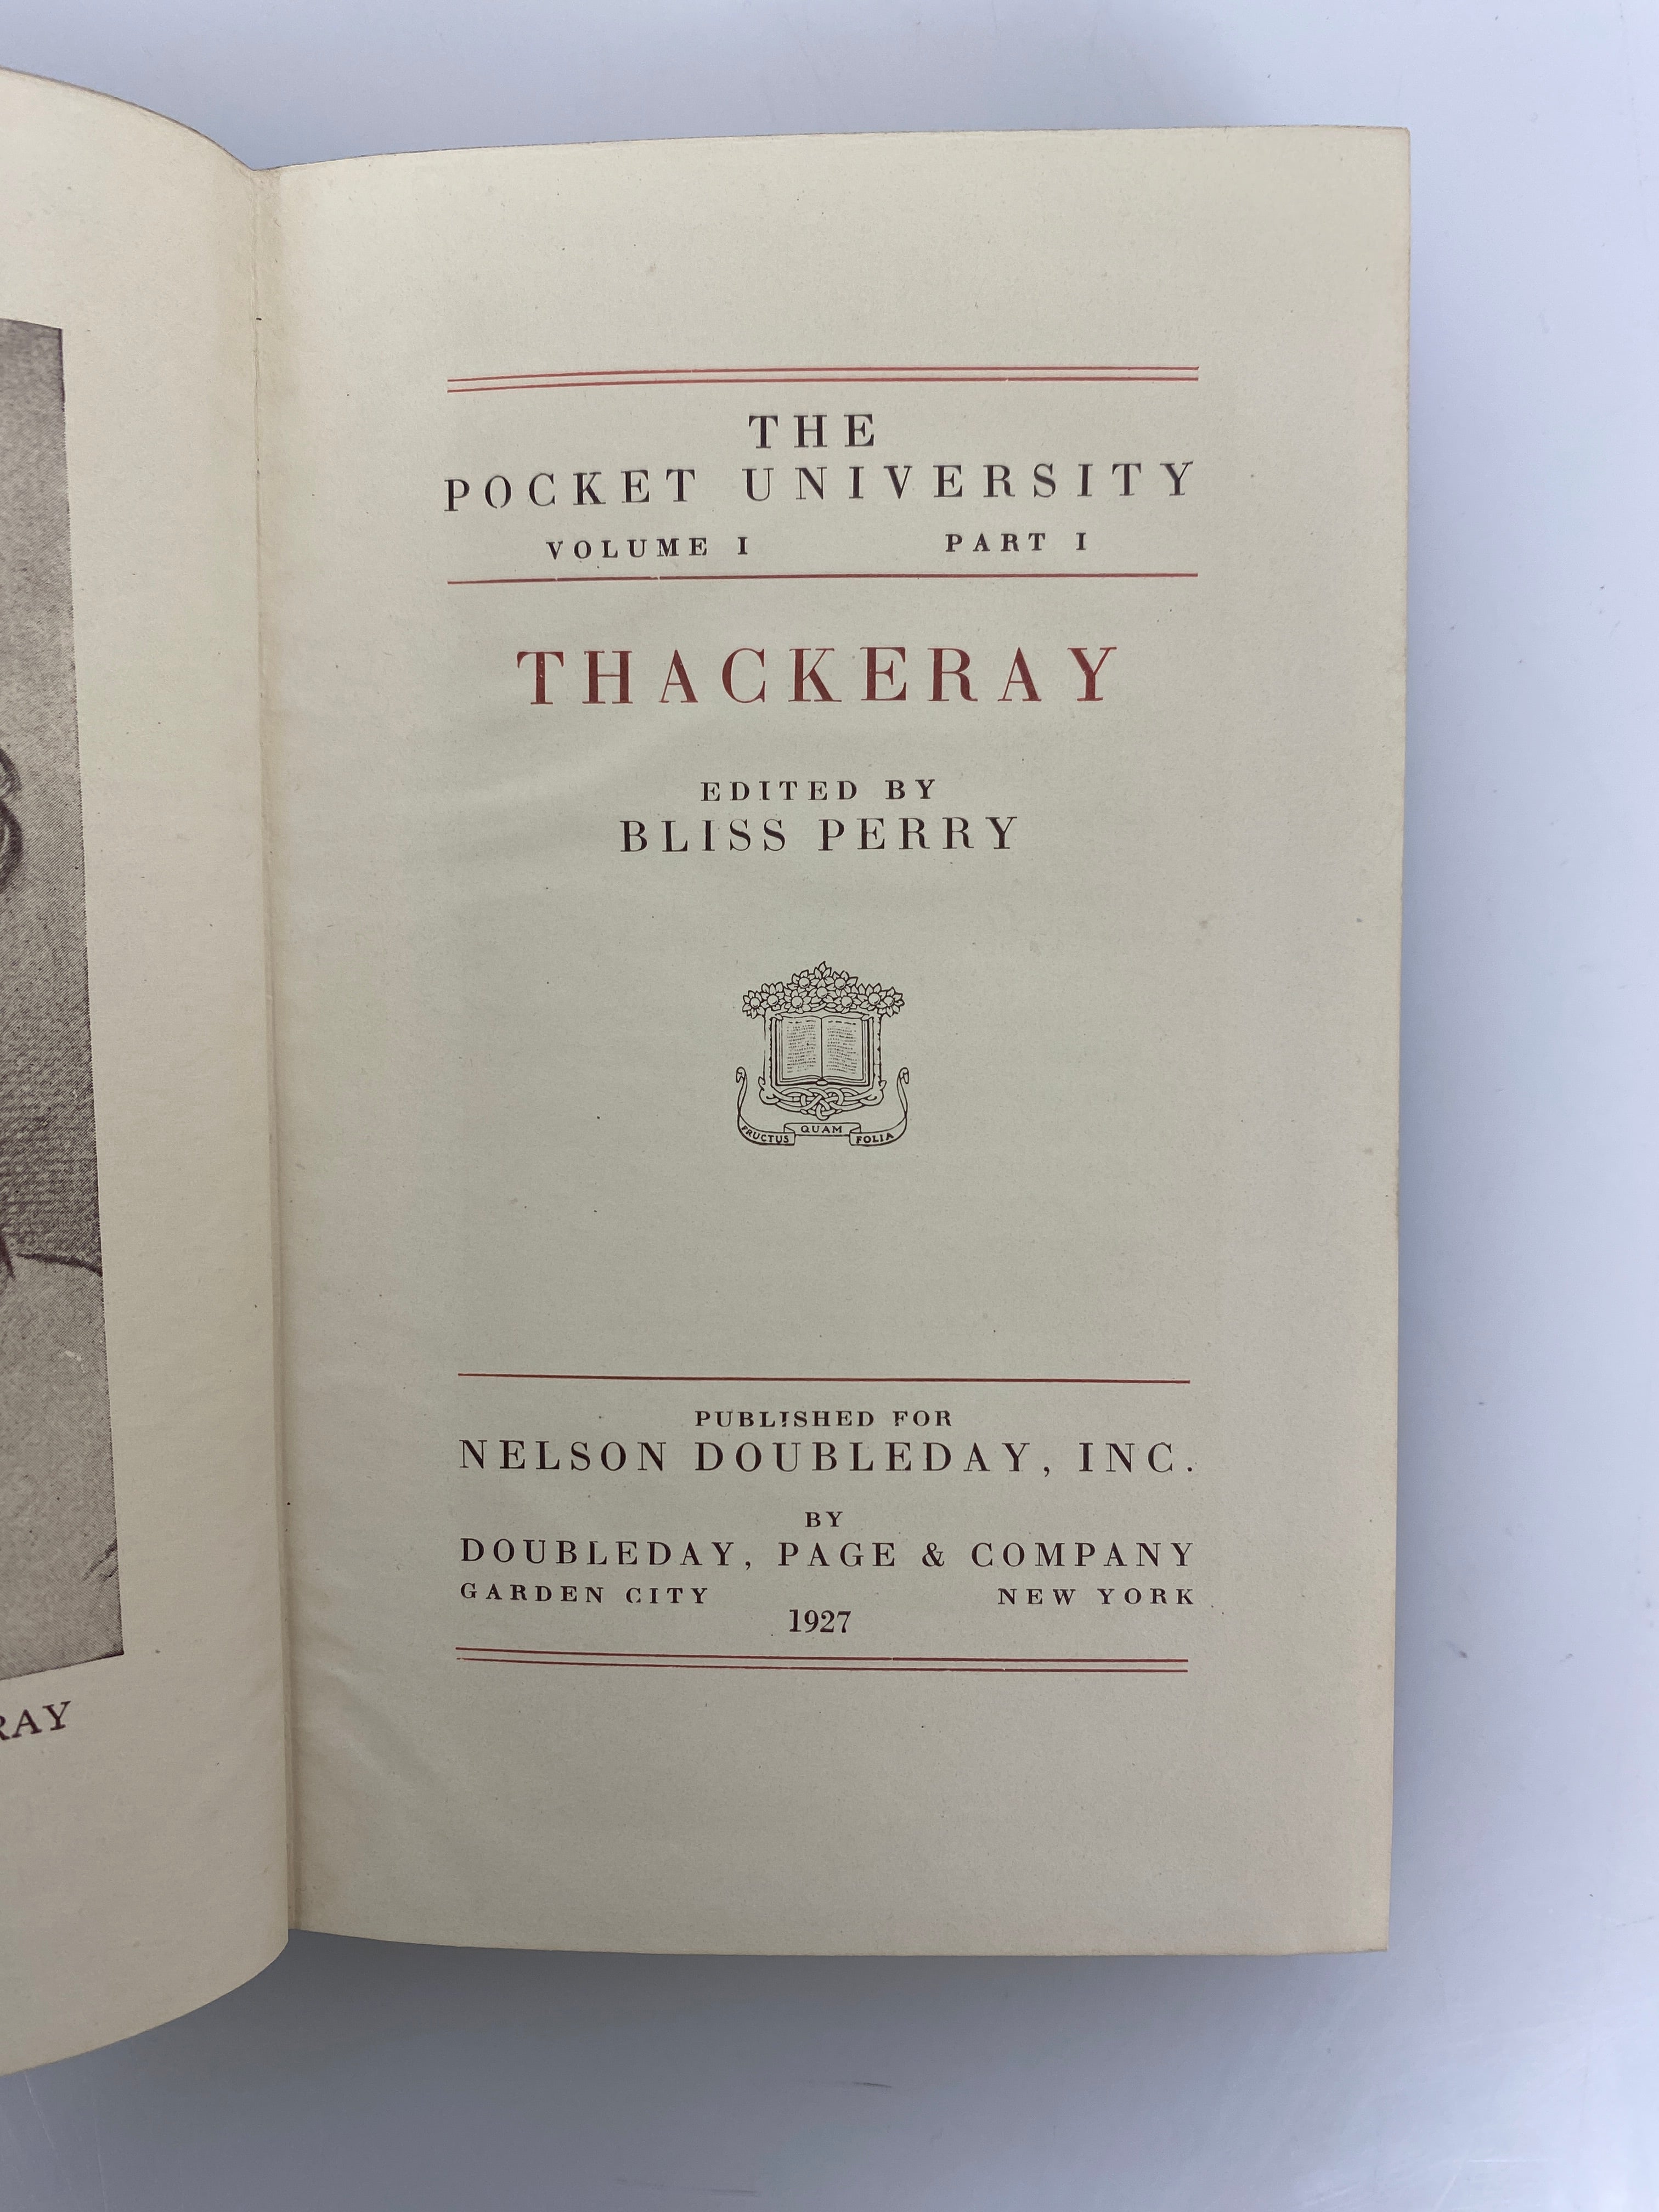 THE
POCKET UNIVERSITY
VOLUME I PART I
THACKERAY
EDITED BY
BLISS PERRY
FRUCTUS QUAM FOLIA
PUBLISHED FOR
NELSON DOUBLEDAY, INC.
BY
DOUBLEDAY, PAGE & COMPANY
GARDEN CITY NEW YORK
1927
RAY